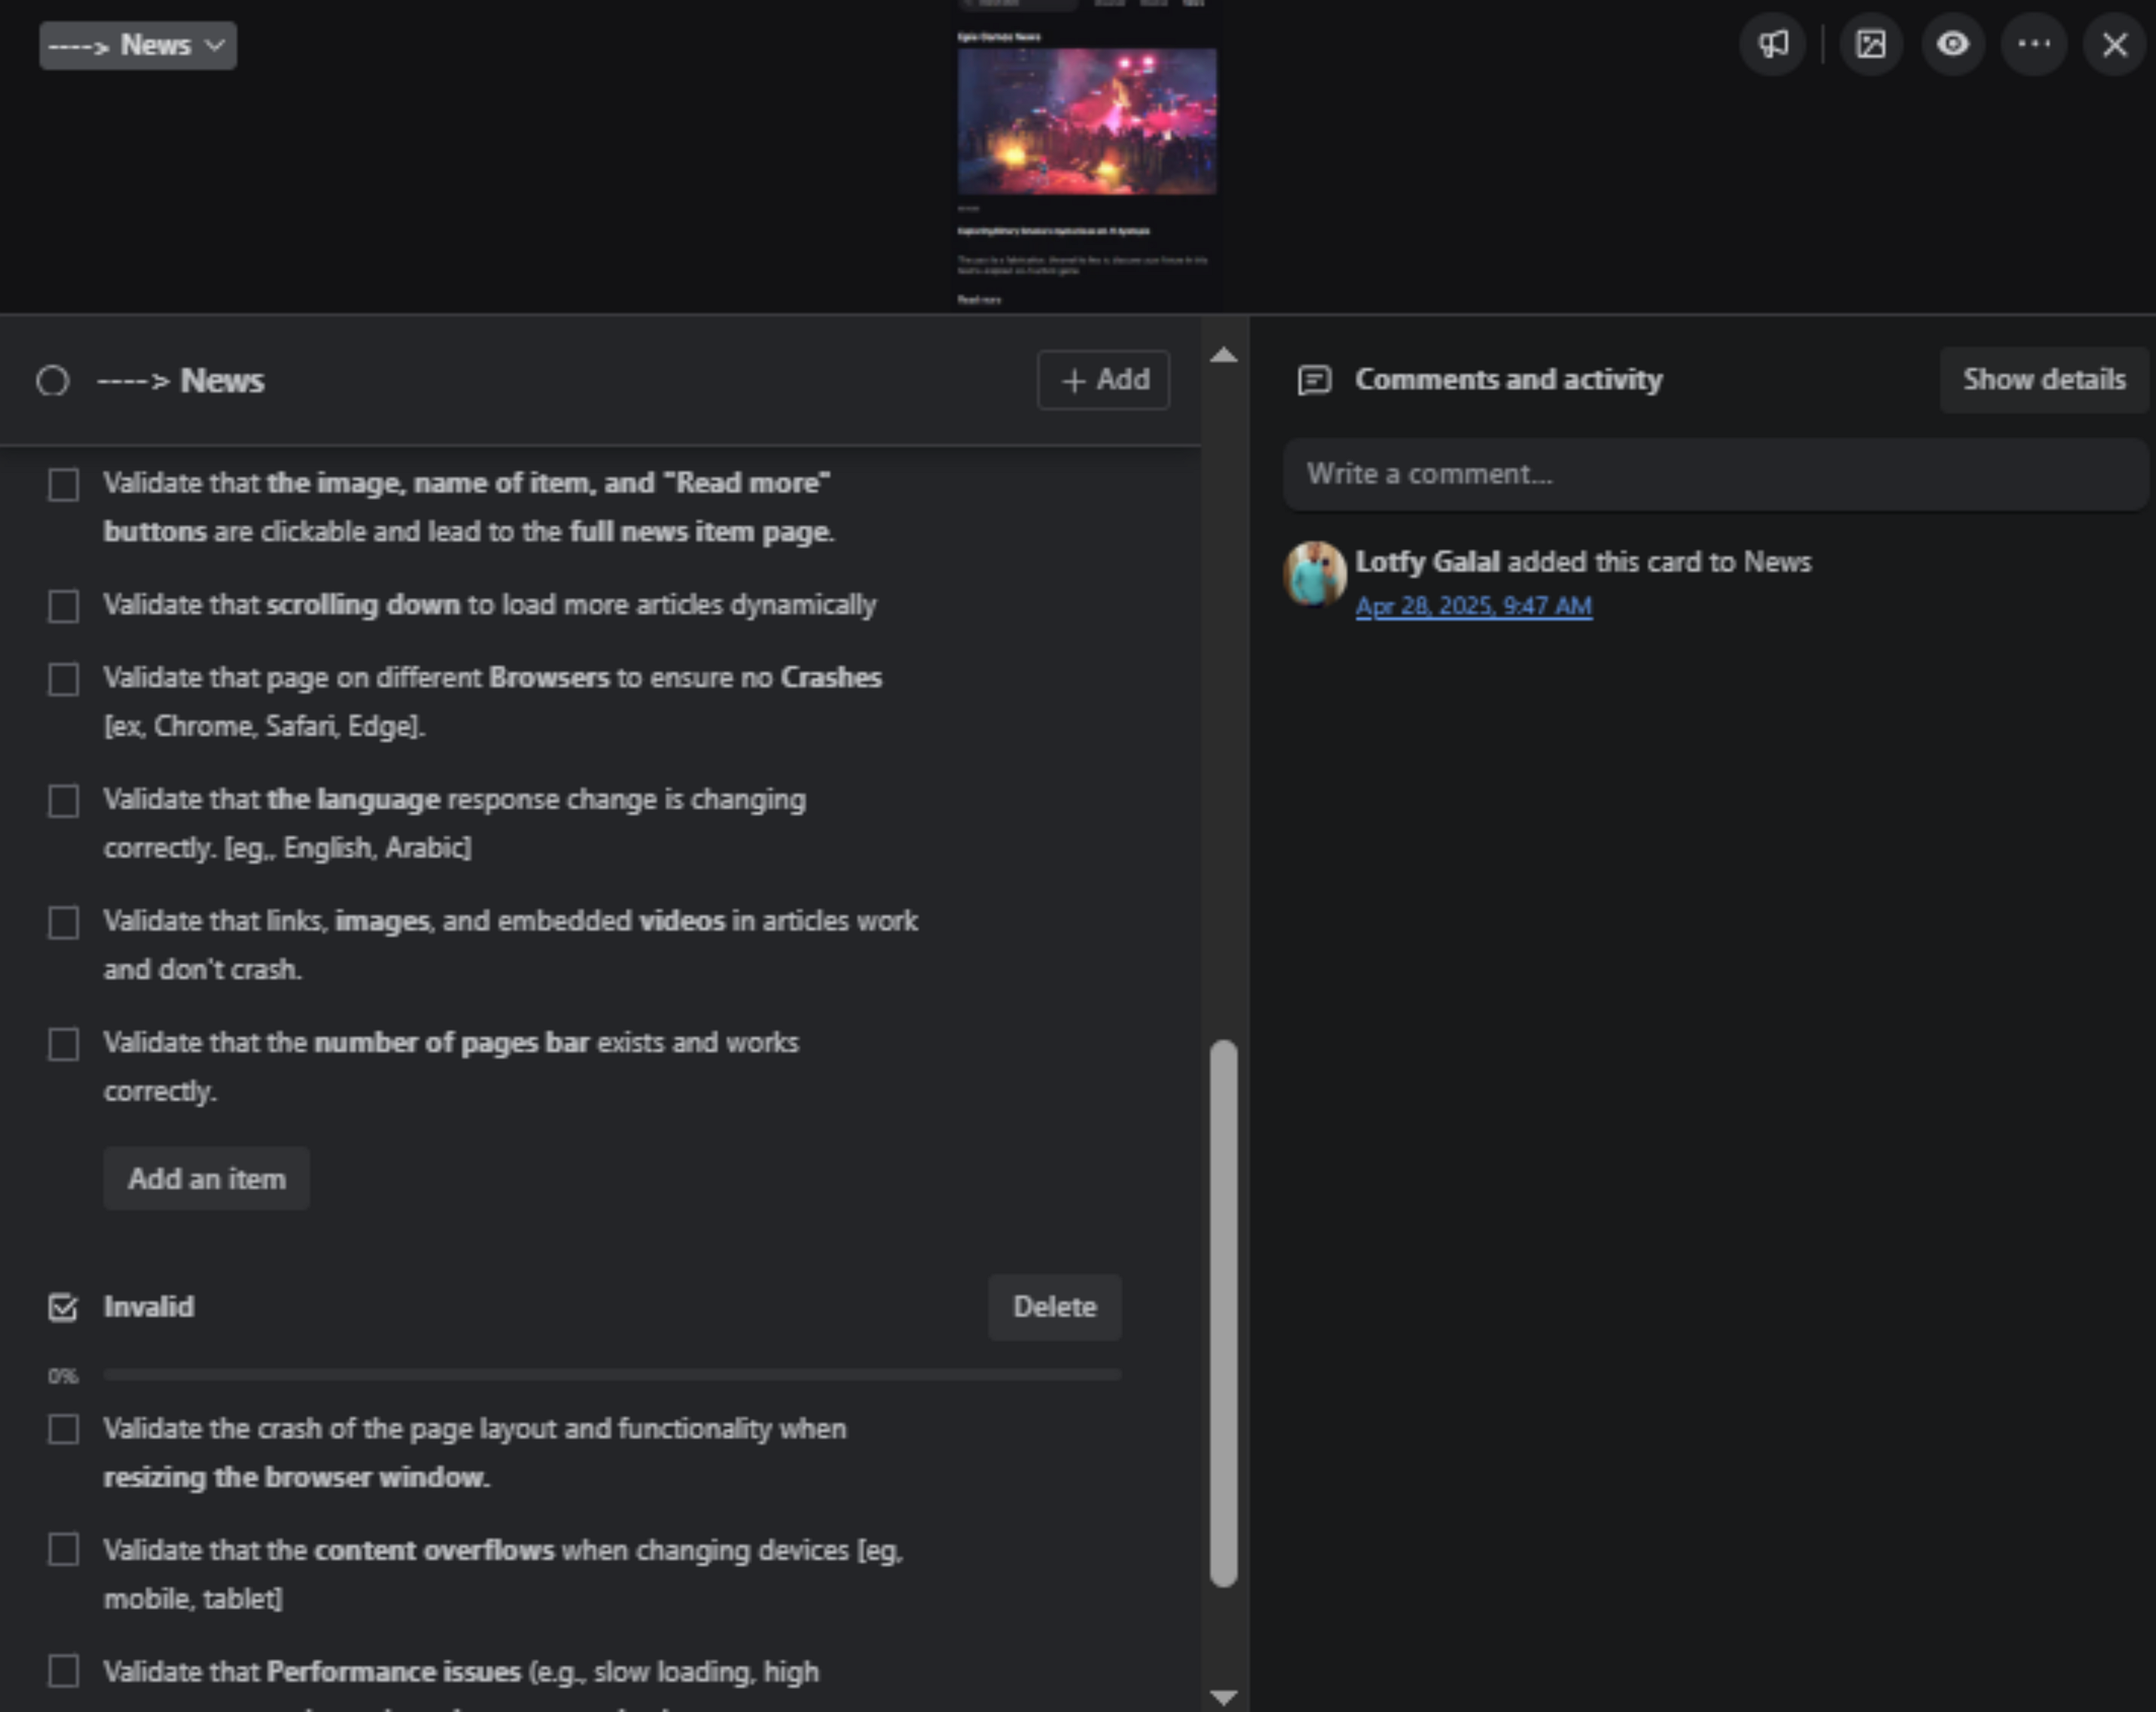 ----> News
Epic Games News
Read more
----> News
+ Add
Validate that the image, name of item, and "Read more"
buttons are clickable and lead to the full news item page.
Validate that scrolling down to load more articles dynamically
Validate that page on different Browsers to ensure no Crashes
[ex, Chrome, Safari, Edge].
Validate that the language response change is changing
correctly. [eg,. English, Arabic]
Validate that links, images, and embedded videos in articles work
and don't crash.
Validate that the number of pages bar exists and works
correctly.
Add an item
Invalid
Delete
0%
Validate the crash of the page layout and functionality when
resizing the browser window.
Validate that the content overflows when changing devices [eg,
mobile, tablet]
Validate that Performance issues (e.g., slow loading, high
Comments and activity
Show details
Write a comment...
Lotfy Galal added this card to News
Apr 28, 2025, 9:47 AM